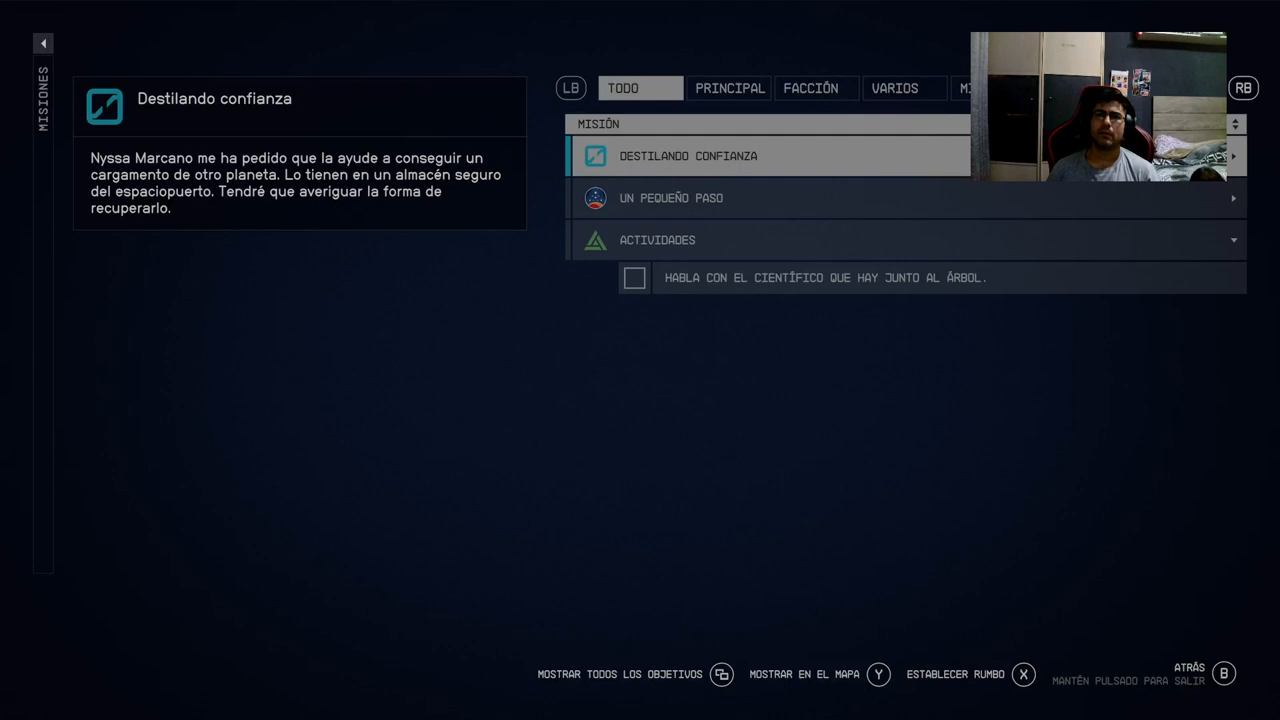 MISIONES
Destilando confianza
Nyssa Marcano me ha pedido que la ayude a conseguir un
cargamento de otro planeta. Lo tienen en un almacén seguro
del espaciopuerto. Tendré que averiguar la forma de
recuperarlo.
LB TODO PRINCIPAL FACCIÓN VARIOS RB
MISIÓN
DESTILANDO CONFIANZA
UN PEQUEÑO PASO
ACTIVIDADES
HABLA CON EL CIENTÍFICO QUE HAY JUNTO AL ÁRBOL.
MOSTRAR TODOS LOS OBJETIVOS MOSTRAR EN EL MAPA Y ESTABLECER RUMBO X ATRÁS B
MANTÉN PULSADO PARA SALIR